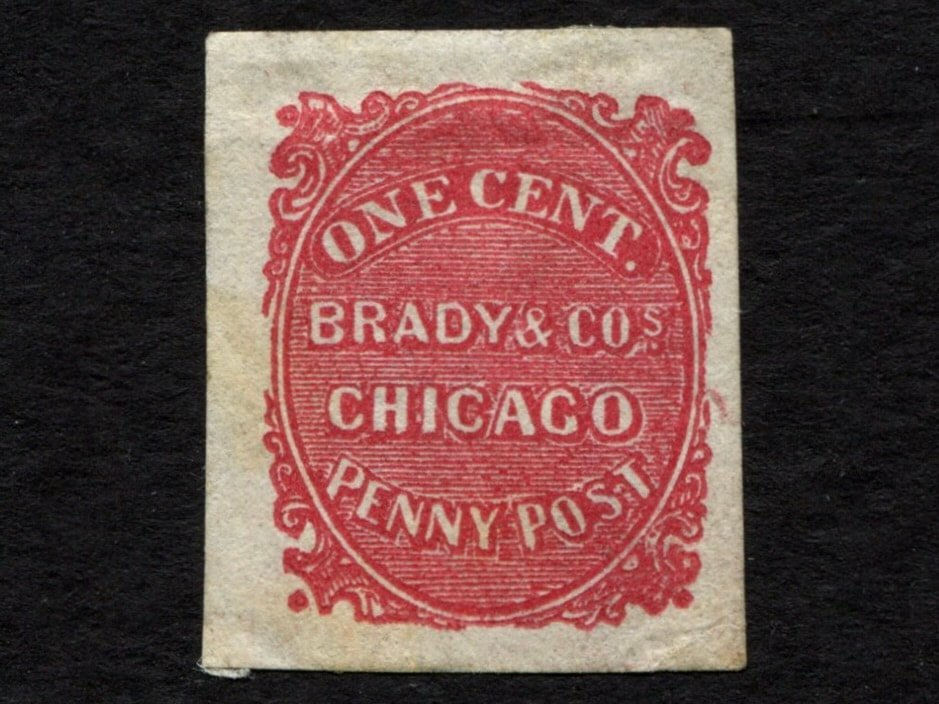 ONE CENT.
BRADY & COS.
CHICAGO
PENNY POST